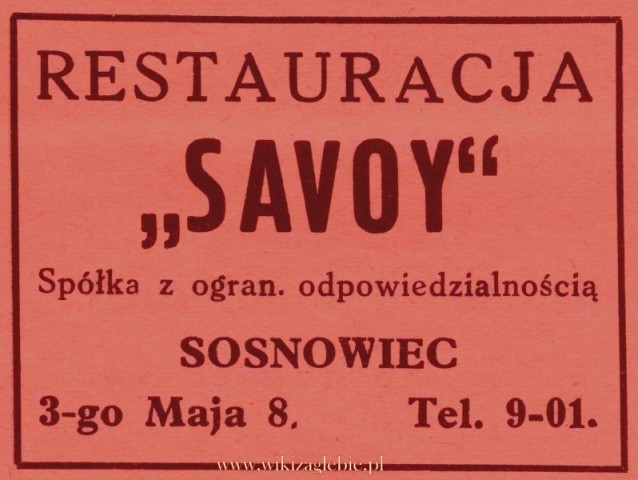 RESTAURACJA
„SAVOY“
Spółka z ogran. odpowiedzialnością
SOSNOWIEC
3-go Maja 8. Tel. 9-01.
www.wikizaglebie.pl